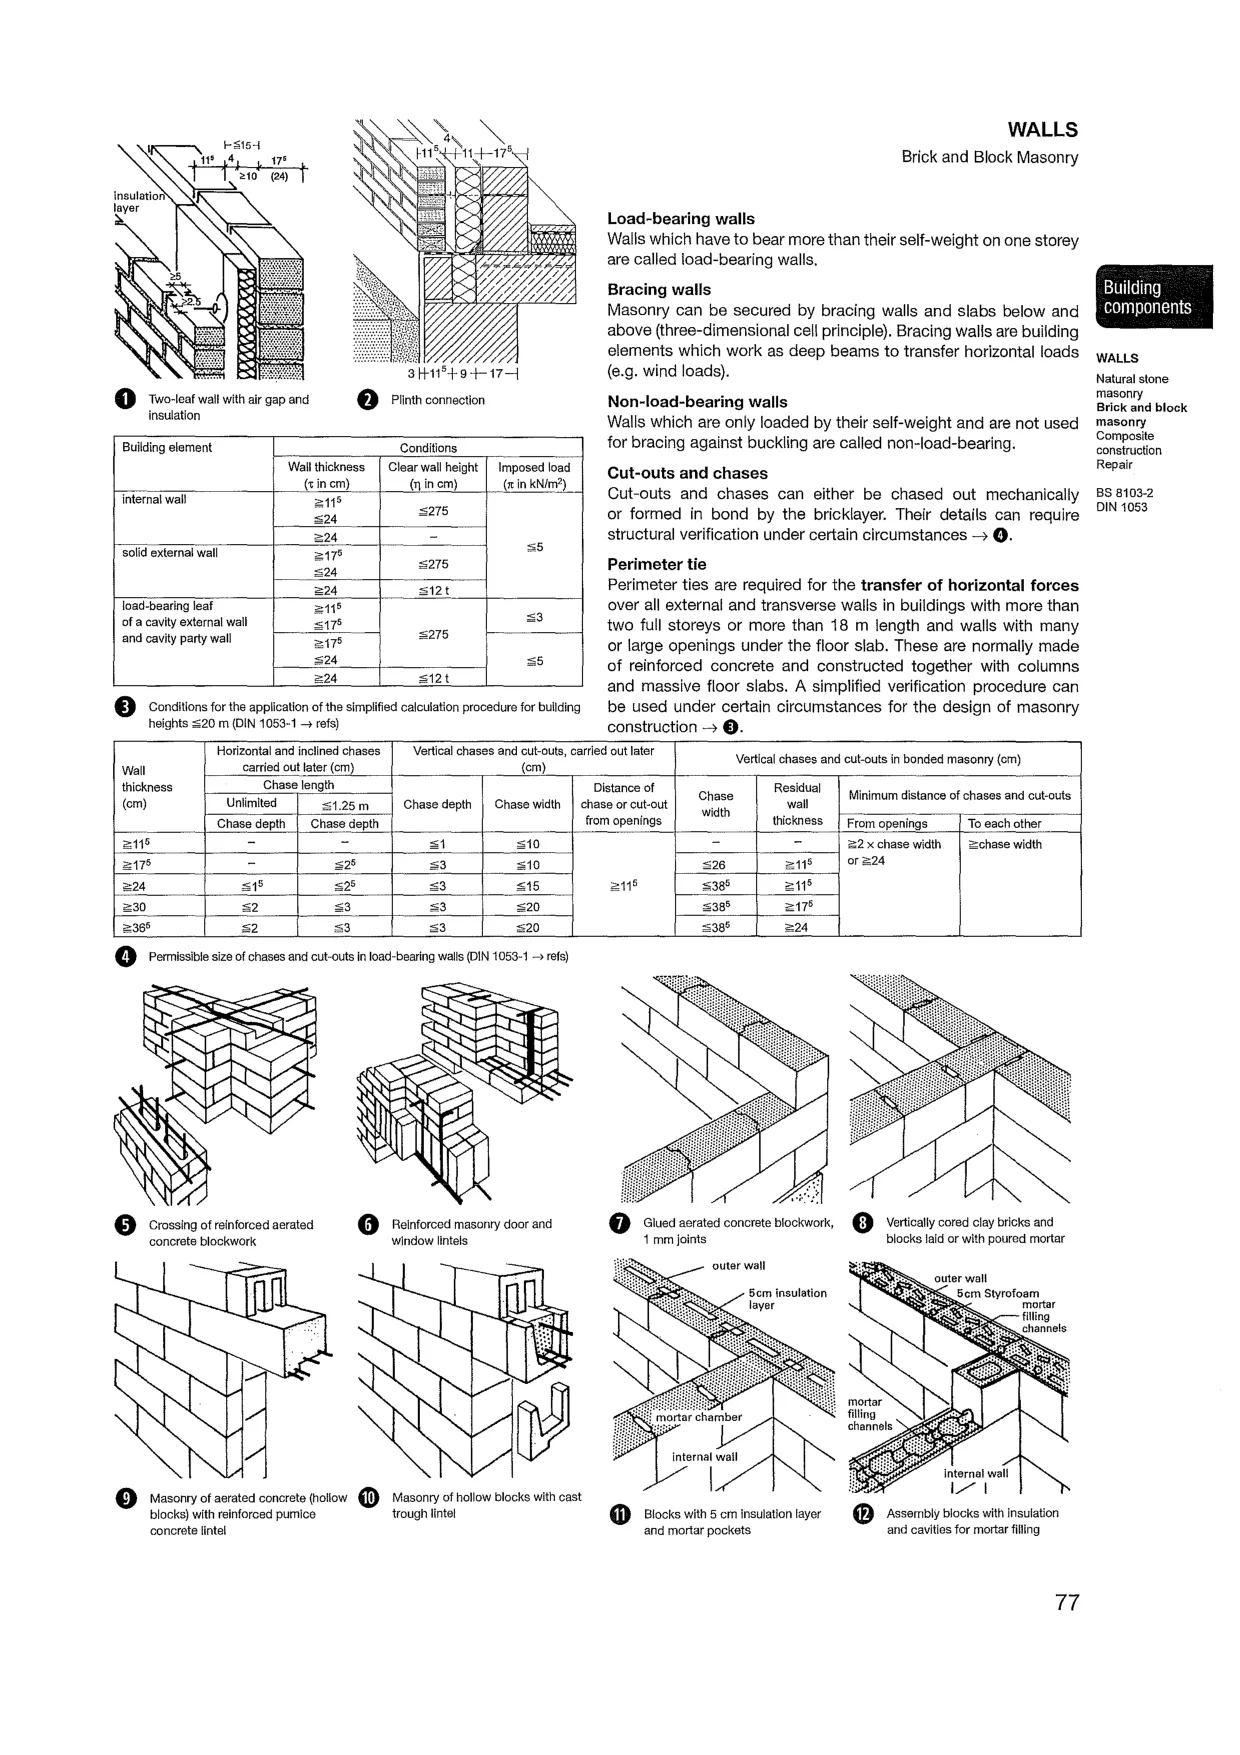 WALLS
Brick and Block Masonry
⊢≦15⊣
11⁵ 4 17⁵
≥10 (24)
insulation
layer
≥5
≥2.5
4
11⁵ 11 17⁵
3 11⁵ 9 17
❶ Two-leaf wall with air gap and
insulation
❷ Plinth connection
Load-bearing walls
Walls which have to bear more than their self-weight on one storey
are called load-bearing walls.
Bracing walls
Masonry can be secured by bracing walls and slabs below and
above (three-dimensional cell principle). Bracing walls are building
elements which work as deep beams to transfer horizontal loads
(e.g. wind loads).
Non-load-bearing walls
Walls which are only loaded by their self-weight and are not used
for bracing against buckling are called non-load-bearing.
Cut-outs and chases
Cut-outs and chases can either be chased out mechanically
or formed in bond by the bricklayer. Their details can require
structural verification under certain circumstances → ❹.
Perimeter tie
Perimeter ties are required for the transfer of horizontal forces
over all external and transverse walls in buildings with more than
two full storeys or more than 18 m length and walls with many
or large openings under the floor slab. These are normally made
of reinforced concrete and constructed together with columns
and massive floor slabs. A simplified verification procedure can
be used under certain circumstances for the design of masonry
construction → ❸.
Building
components
WALLS
Natural stone
masonry
Brick and block
masonry
Composite
construction
Repair
BS 8103-2
DIN 1053
Building element Conditions
Wall thickness Clear wall height Imposed load
(τ in cm) (η in cm) (π in kN/m²)
internal wall ≧11⁵
≦24 ≦275
≧24 –
≦5
solid external wall ≧17⁵
≦24 ≦275
≧24 ≦12 t
load-bearing leaf ≧11⁵
of a cavity external wall ≦17⁵ ≦3
and cavity party wall ≧17⁵ ≦275
≦24 ≦5
≧24 ≦12 t
❸ Conditions for the application of the simplified calculation procedure for building
heights ≦20 m (DIN 1053-1 → refs)
Wall
thickness
(cm)
Horizontal and inclined chases
carried out later (cm)
Chase length
Unlimited ≦1.25 m
Chase depth Chase depth
Vertical chases and cut-outs, carried out later
(cm)
Chase depth Chase width
Distance of
chase or cut-out
from openings
Vertical chases and cut-outs in bonded masonry (cm)
Chase
width
Residual
wall
thickness
Minimum distance of chases and cut-outs
From openings To each other
≧11⁵ – – ≦1 ≦10 – – ≧2 x chase width ≧chase width
≧17⁵ – ≦2⁵ ≦3 ≦10 ≦26 ≧11⁵ or ≧24
≧24 ≦1⁵ ≦2⁵ ≦3 ≦15 ≧11⁵ ≦38⁵ ≧11⁵
≧30 ≦2 ≦3 ≦3 ≦20 ≦38⁵ ≧17⁵
≧36⁵ ≦2 ≦3 ≦3 ≦20 ≦38⁵ ≧24
❹ Permissible size of chases and cut-outs in load-bearing walls (DIN 1053-1 → refs)
❺ Crossing of reinforced aerated
concrete blockwork
❻ Reinforced masonry door and
window lintels
❼ Glued aerated concrete blockwork,
1 mm joints
❽ Vertically cored clay bricks and
blocks laid or with poured mortar
outer wall
5cm insulation
layer
mortar chamber
internal wall
outer wall
5cm Styrofoam
mortar
filling
channels
mortar
filling
channels
internal wall
❾ Masonry of aerated concrete (hollow
blocks) with reinforced pumice
concrete lintel
❿ Masonry of hollow blocks with cast
trough lintel
⓫ Blocks with 5 cm insulation layer
and mortar pockets
⓬ Assembly blocks with insulation
and cavities for mortar filling
77